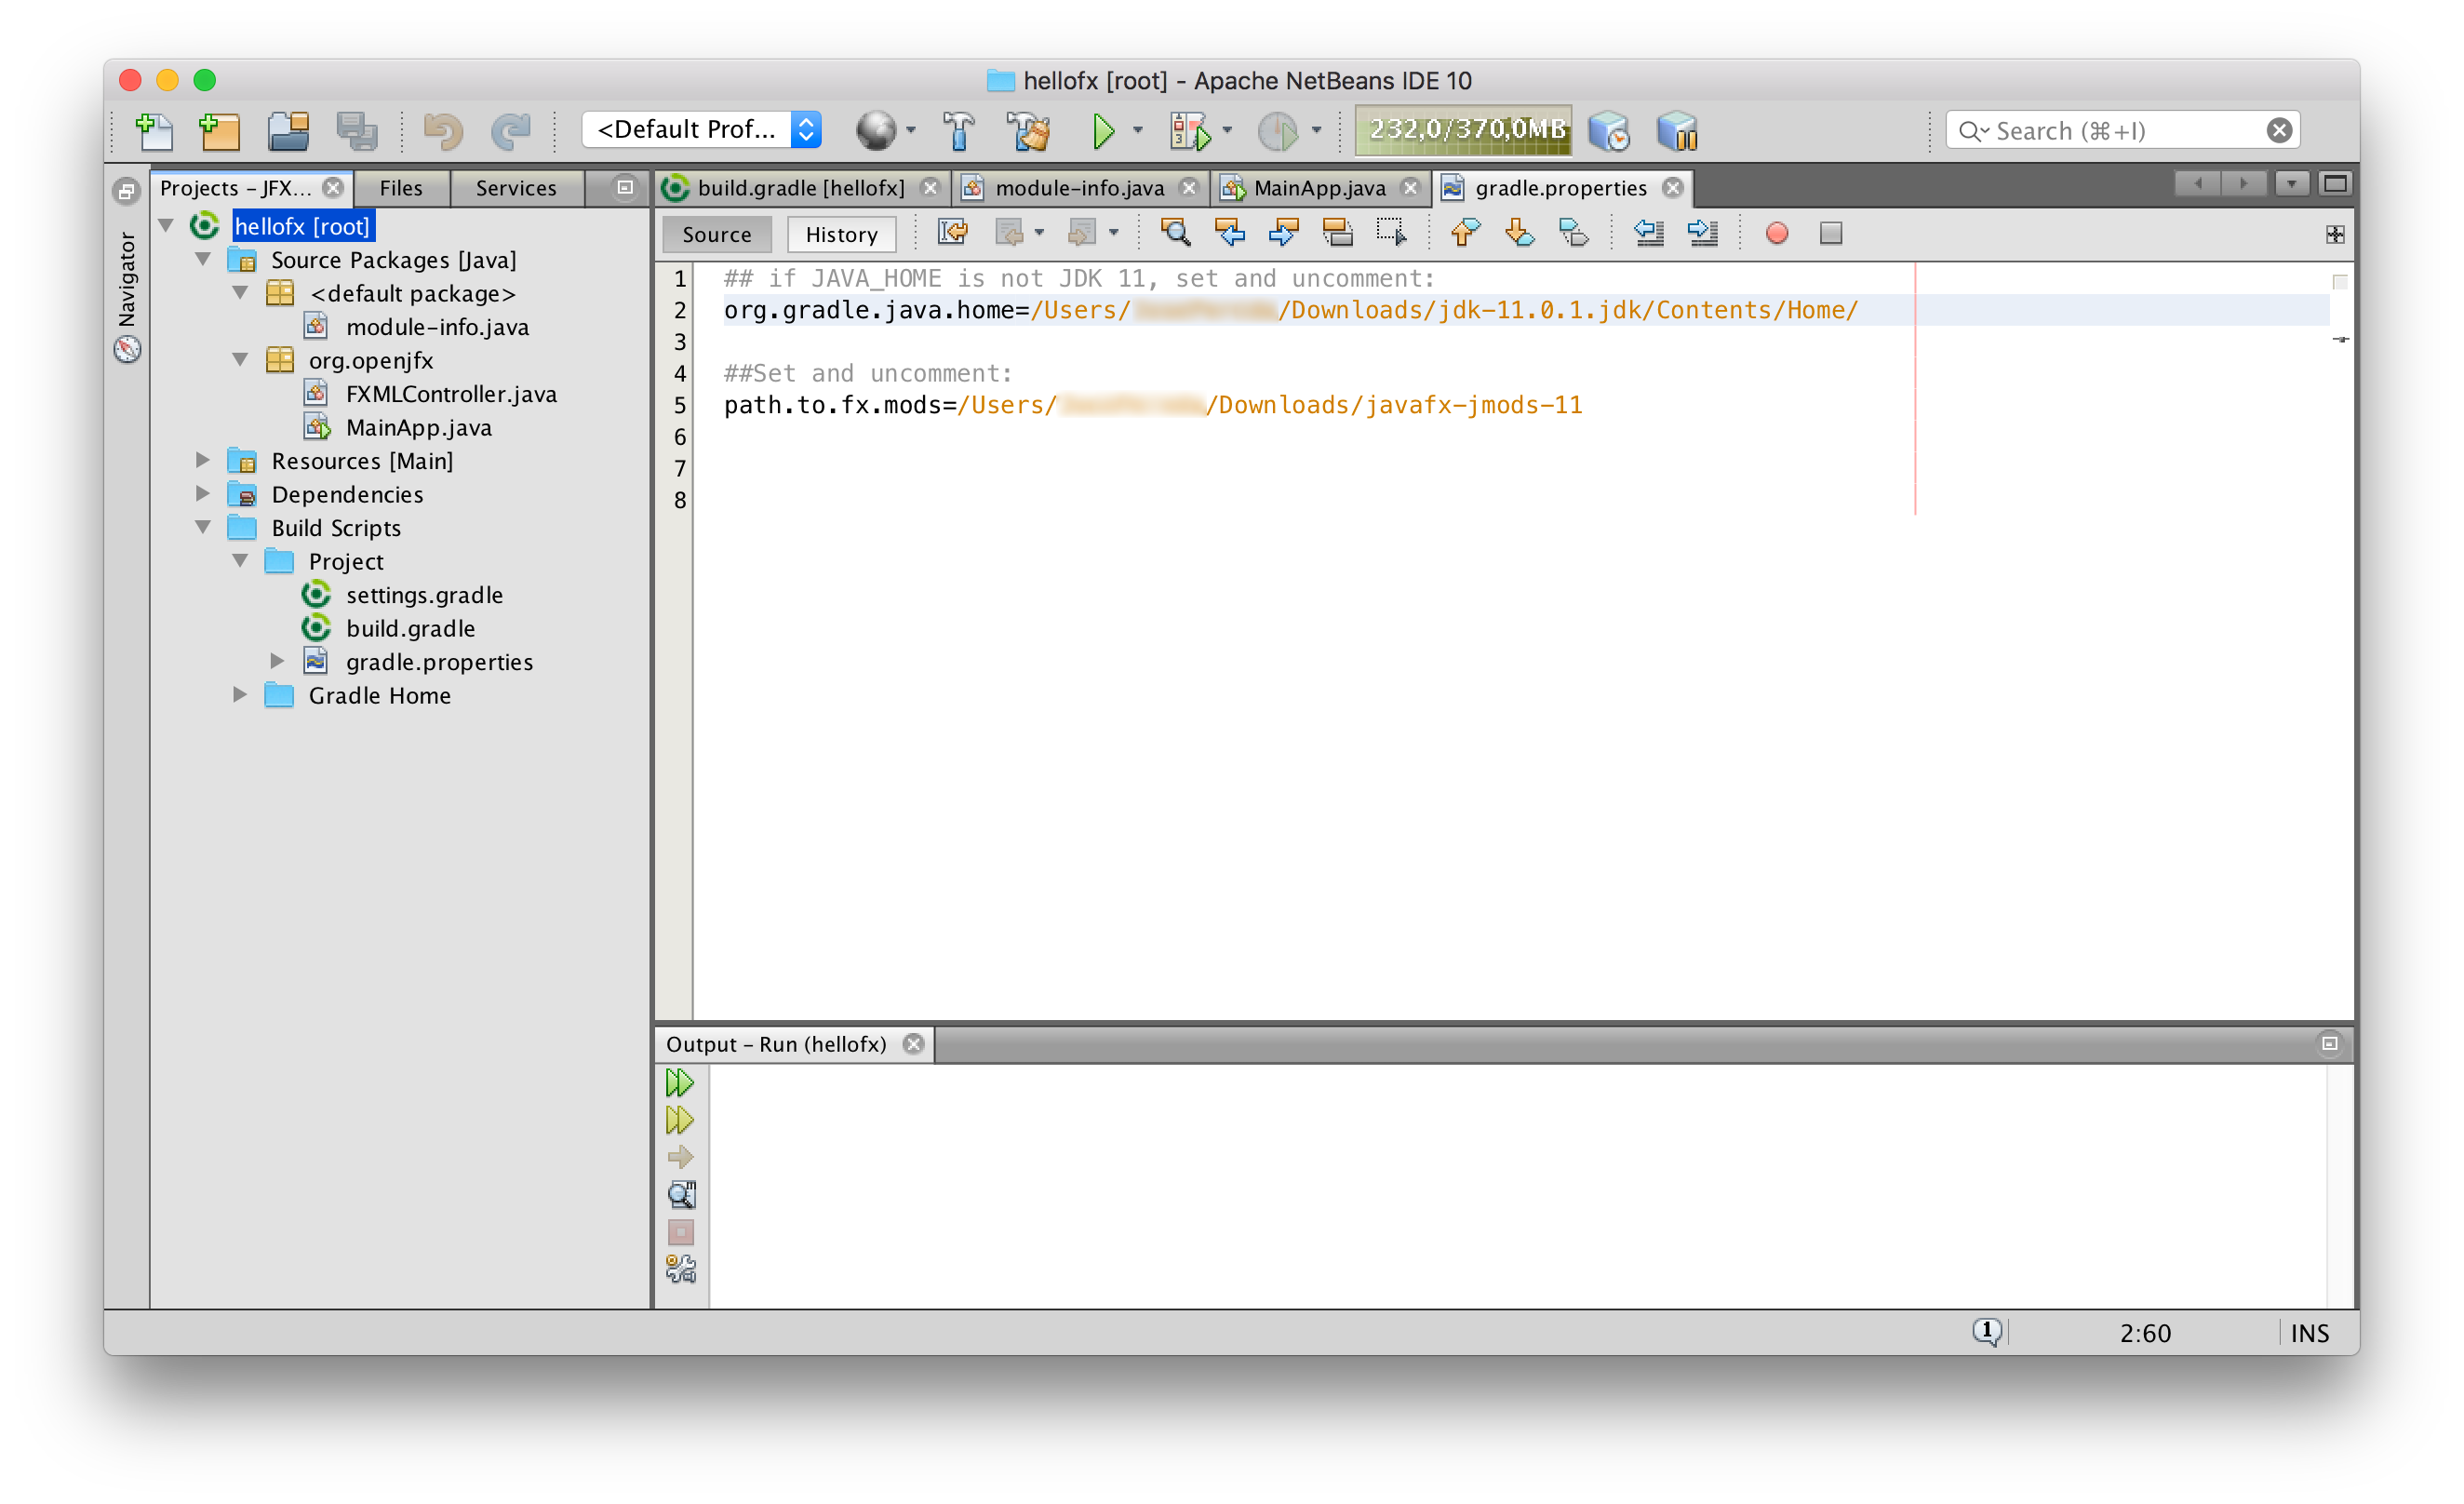 hellofx [root] - Apache NetBeans IDE 10
<Default Prof...
232,0/370,0MB
Search (⌘+I)
Navigator
Projects – JFX...
Files
Services
hellofx [root]
Source Packages [Java]
<default package>
module-info.java
org.openjfx
FXMLController.java
MainApp.java
Resources [Main]
Dependencies
Build Scripts
Project
settings.gradle
build.gradle
gradle.properties
Gradle Home
build.gradle [hellofx]
module-info.java
MainApp.java
gradle.properties
Source
History
1 ## if JAVA_HOME is not JDK 11, set and uncomment:
2 org.gradle.java.home=/Users/ /Downloads/jdk-11.0.1.jdk/Contents/Home/
3
4 ##Set and uncomment:
5 path.to.fx.mods=/Users/ /Downloads/javafx-jmods-11
6
7
8
Output – Run (hellofx)
1
2:60
INS